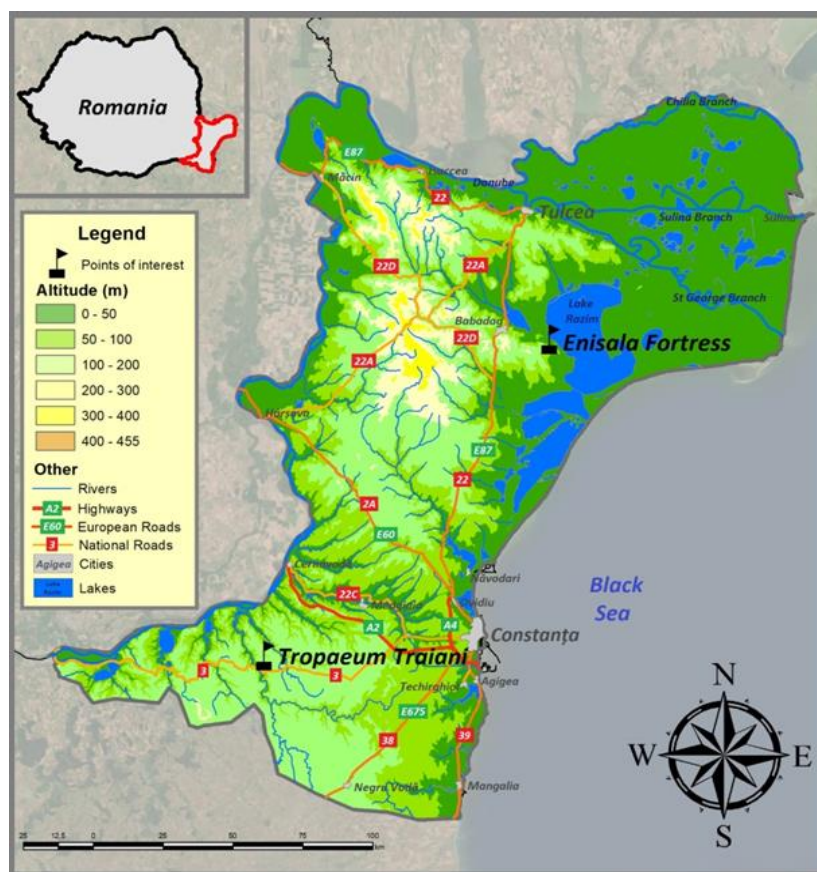 Romania
Legend
Points of interest
Altitude (m)
0 - 50
50 - 100
100 - 200
200 - 300
300 - 400
400 - 455
Other
Rivers
A2 Highways
E60 European Roads
3 National Roads
Agigea Cities
Lakes
Chilia Branch
E87
Măcin
Isaccea
Danube
22
Tulcea
Sulina Branch
Sulina
22D
22A
St George Branch
Lake
Razim
Babadag
22D
Enisala Fortress
22A
Hârșova
E87
22
2A
E60
Cernavodă
Năvodari
22C
Medgidia
Ovidiu
Black
Sea
A2
A4
Constanța
Tropaeum Traiani
3
3
Techirghiol
Agigea
E675
38
39
Negru Vodă
Mangalia
N
W
E
S
25 12,5 0 25 50 75 100
km